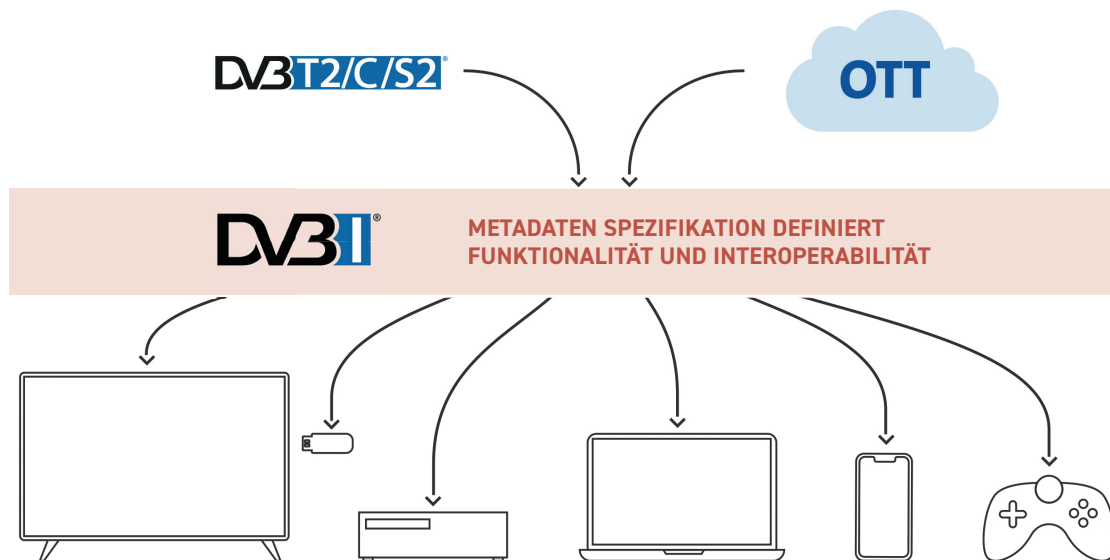 DVB T2/C/S2®
OTT
DVB I®
METADATEN SPEZIFIKATION DEFINIERT
FUNKTIONALITÄT UND INTEROPERABILITÄT